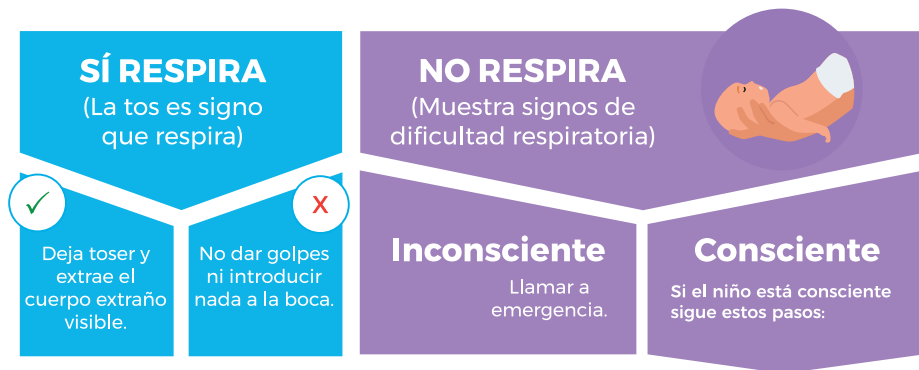 SÍ RESPIRA
(La tos es signo
que respira)
✓
Deja toser y
extrae el
cuerpo extraño
visible.
X
No dar golpes
ni introducir
nada a la boca.
NO RESPIRA
(Muestra signos de
dificultad respiratoria)
Inconsciente
Llamar a
emergencia.
Consciente
Si el niño está consciente
sigue estos pasos: